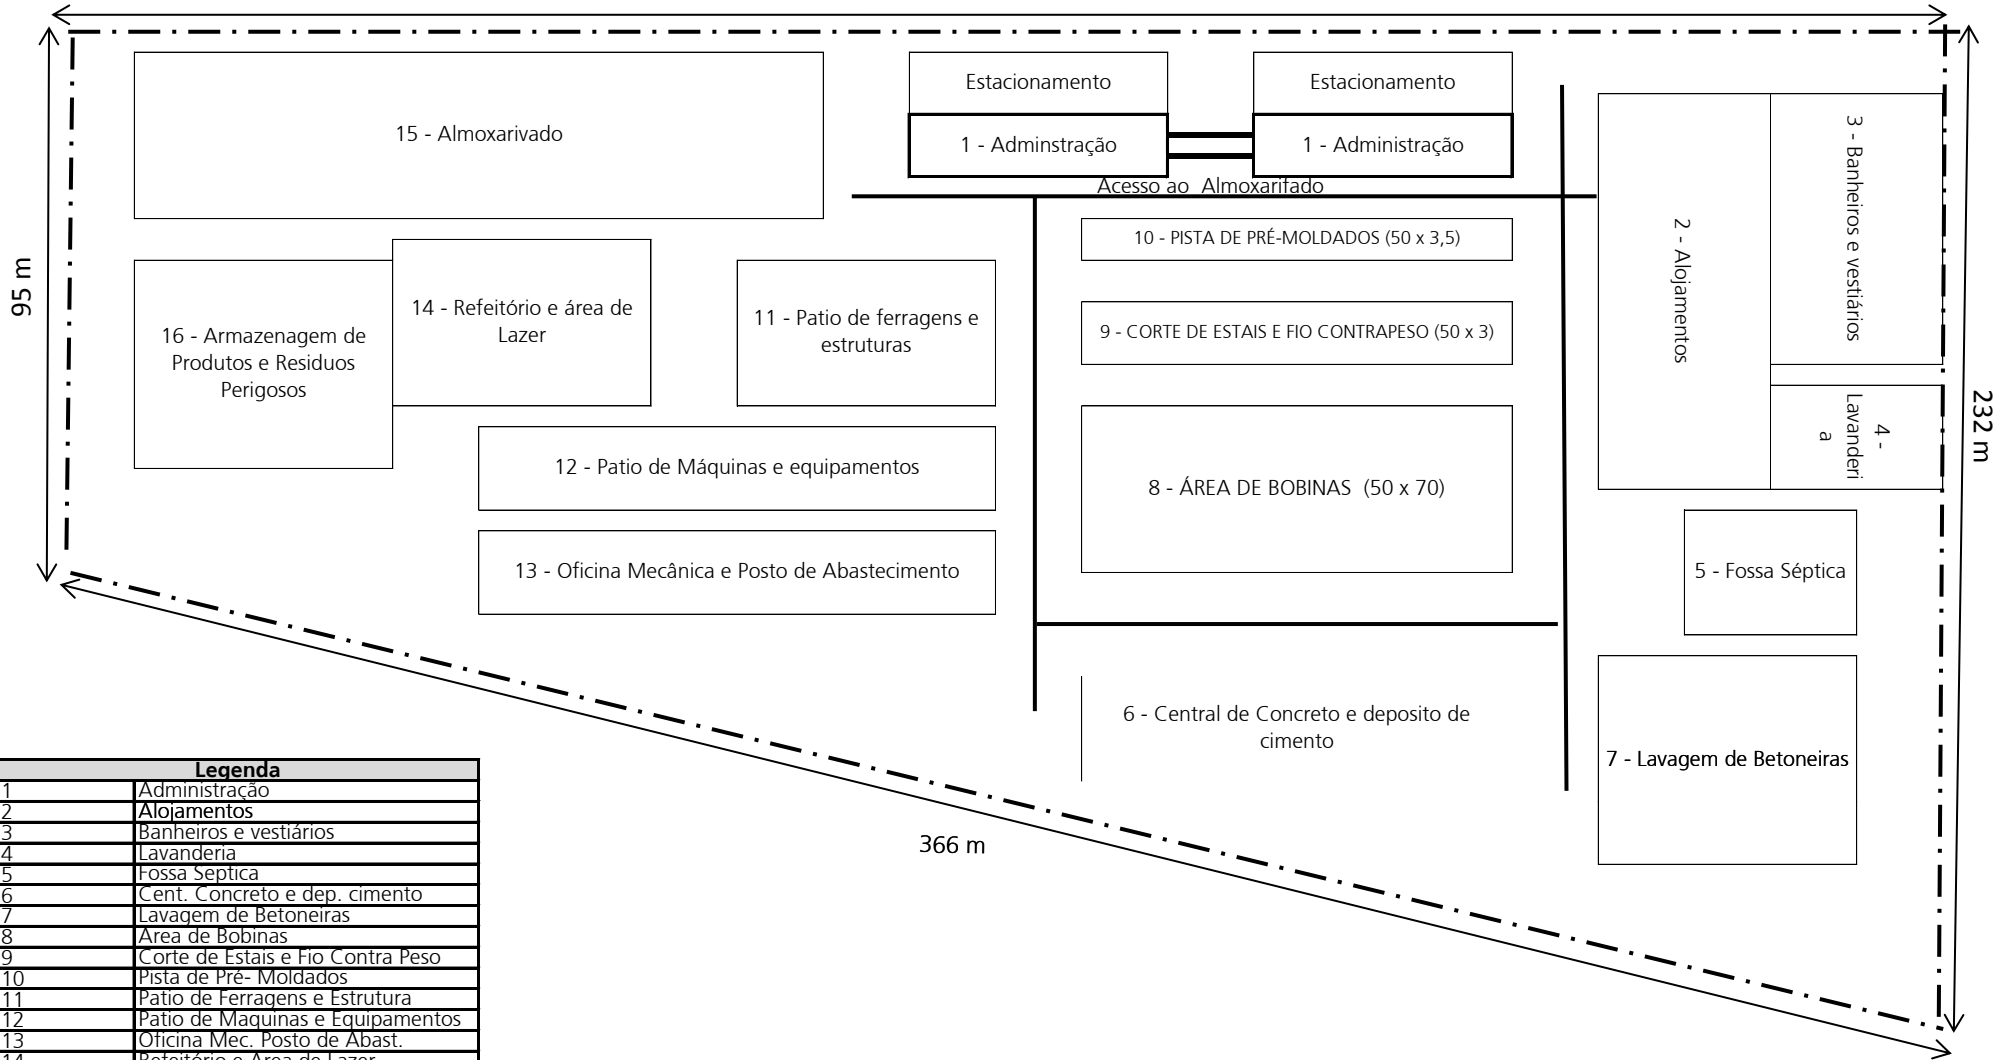 Estacionamento
Estacionamento
15 - Almoxarivado
1 - Adminstração
1 - Administração
Acesso ao Almoxarifado
3 - Banheiros e vestiários
2 - Alojamentos
10 - PISTA DE PRÉ-MOLDADOS (50 x 3,5)
95 m
14 - Refeitório e área de
Lazer
11 - Patio de ferragens e
estruturas
9 - CORTE DE ESTAIS E FIO CONTRAPESO (50 x 3)
16 - Armazenagem de
Produtos e Residuos
Perigosos
4 -
Lavanderi
a
232 m
12 - Patio de Máquinas e equipamentos
8 - ÁREA DE BOBINAS (50 x 70)
13 - Oficina Mecânica e Posto de Abastecimento
5 - Fossa Séptica
6 - Central de Concreto e deposito de
cimento
7 - Lavagem de Betoneiras
366 m
Legenda
1 Administração
2 Alojamentos
3 Banheiros e vestiários
4 Lavanderia
5 Fossa Septica
6 Cent. Concreto e dep. cimento
7 Lavagem de Betoneiras
8 Area de Bobinas
9 Corte de Estais e Fio Contra Peso
10 Pista de Pré- Moldados
11 Patio de Ferragens e Estrutura
12 Patio de Maquinas e Equipamentos
13 Oficina Mec. Posto de Abast.
14 Refeitório e Area de Lazer